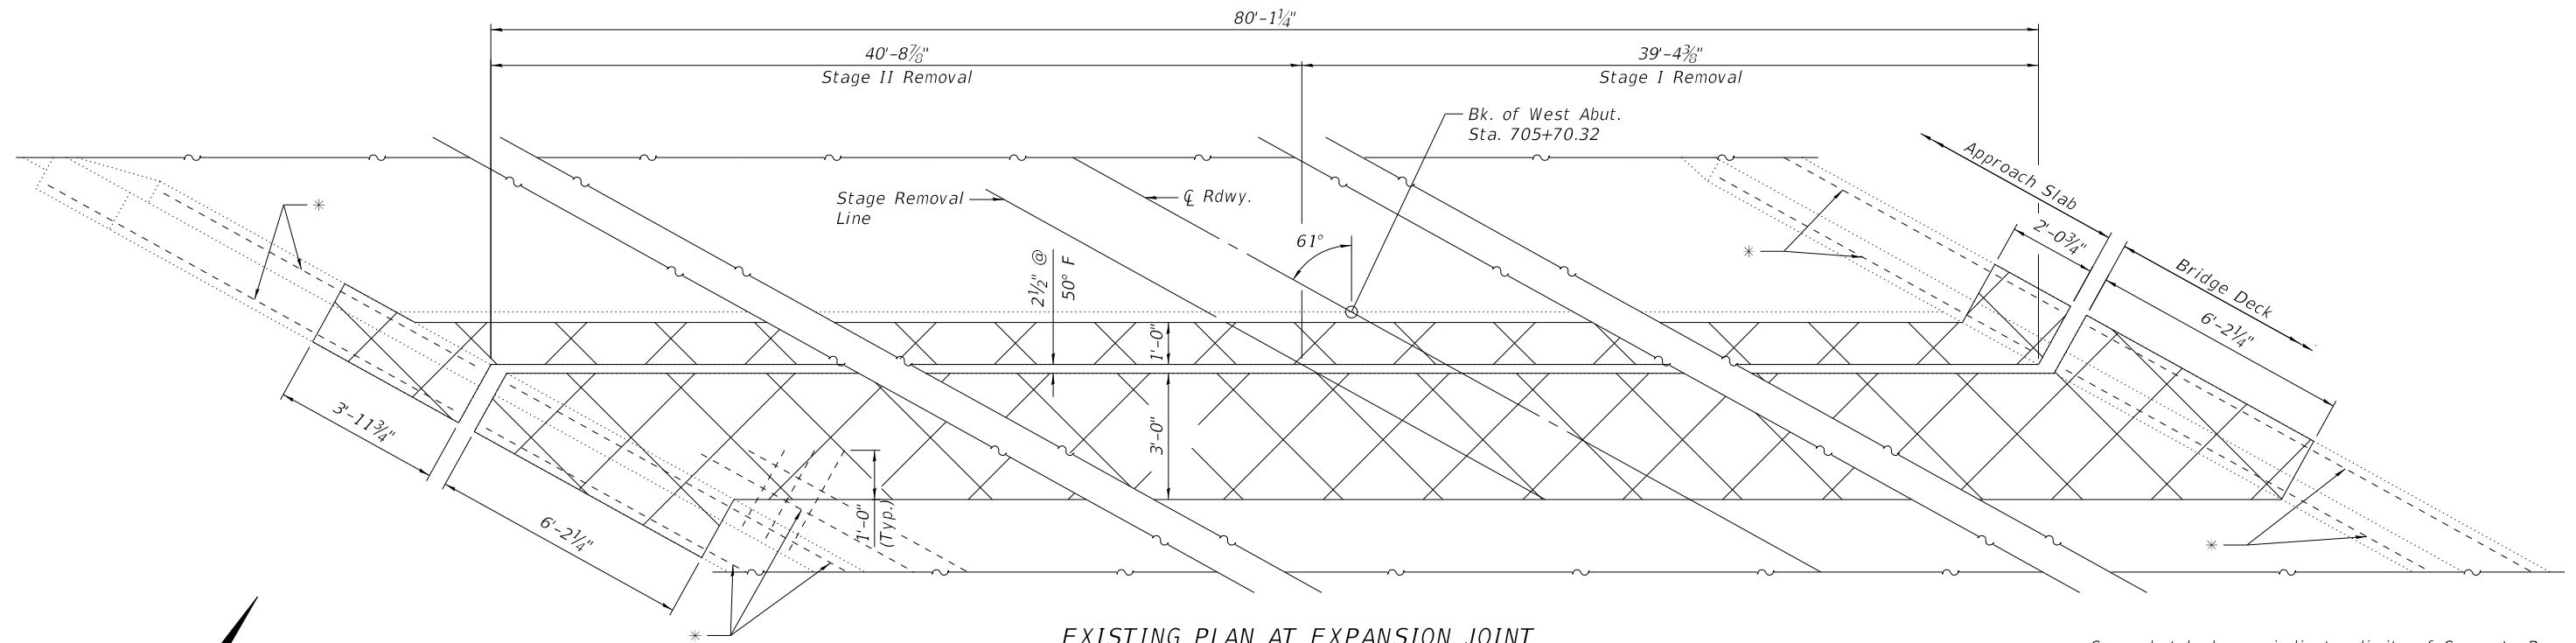 80'-1¼"
40'-8⅞"
39'-4⅜"
Stage II Removal
Stage I Removal
Bk. of West Abut.
Sta. 705+70.32
Approach Slab
Stage Removal
Line
℄ Rdwy.
✳
61°
✳
2'-0¾"
Bridge Deck
2½" @
50° F
1'-0"
6'-2¼"
3'-11¾"
3'-0"
1'-0"
(Typ.)
6'-2¼"
✳
✳
EXISTING PLAN AT EXPANSION JOINT